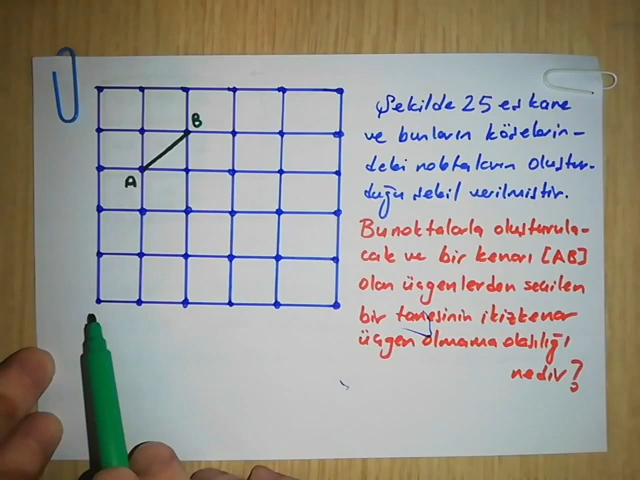 B
A
Şekilde 25 eş kare
ve bunların köşelerin-
deki noktaların oluştur-
duğu şekil verilmiştir.
Bu noktalarla oluşturula-
cak ve bir kenarı [AB]
olan üçgenlerden seçilen
bir tanesinin ikizkenar
üçgen olmama olasılığı
nedir?